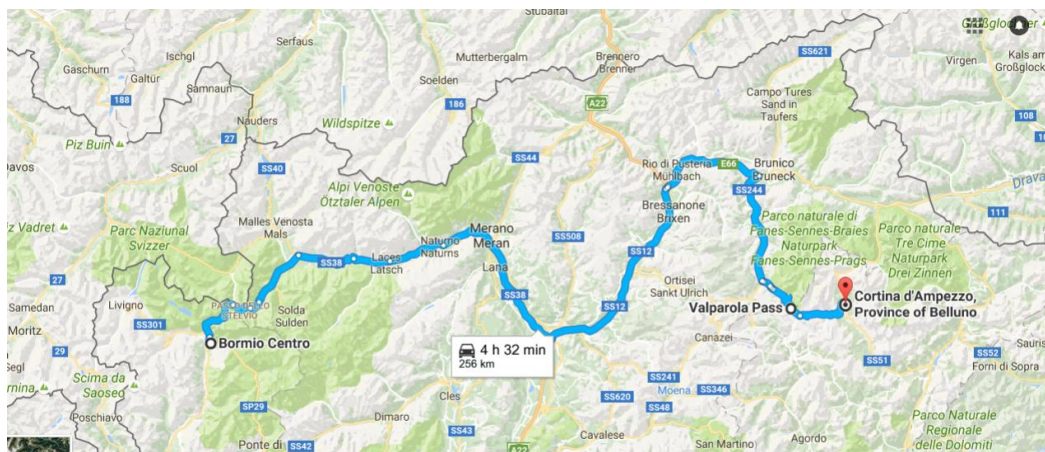 Stubaital
Großglockner
Ischgl
Serfaus
Mutterbergalm
Brennero
Brenner
SS621
Virgen
Kals am
Großglockn
Gaschurn
Galtür
Samnaun
188
Soelden
186
A22
Campo Tures
Sand in
Taufers
108
Nauders
Wildspitze
Piz Buin
27
SS44
Davos
Scuol
SS40
Rio di Pusteria
Mühlbach
E66
Brunico
Bruneck
Drava
Alpi Venoste
Ötztaler Alpen
SS244
111
Malles Venosta
Mals
Bressanone
Brixen
Parco naturale di
Fanes-Sennes-Braies
Naturpark
Fanes-Sennes-Prags
Parco naturale
Tre Cime
Naturpark
Drei Zinnen
z Vadret
Parc Naziunal
Svizzer
Merano
Meran
Naturno
Naturns
SS508
SS12
SS38
Laces
Latsch
Lana
27
Samedan
Livigno
Solda
Sulden
SS38
SS12
Ortisei
Sankt Ulrich
Valparola Pass
Cortina d'Ampezzo,
Province of Belluno
Moritz
SS301
Bormio Centro
Canazei
29
4 h 32 min
256 km
SS51
SS52
Sauris
Forni di Sopra
Scima da
Saoseo
SS241
Moena
SS346
Poschiavo
SP29
Cles
SS620
SS48
Dimaro
Parco Naturale
Regionale
delle Dolomiti
Ponte di
SS42
SS43
A22
Cavalese
San Martino
Agordo